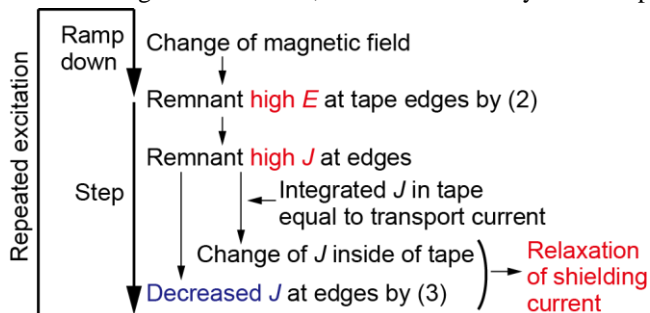 Repeated excitation
Ramp
down
Change of magnetic field
Remnant high E at tape edges by (2)
Remnant high J at edges
Step
Integrated J in tape
equal to transport current
Change of J inside of tape
Decreased J at edges by (3)
Relaxation
of shielding
current